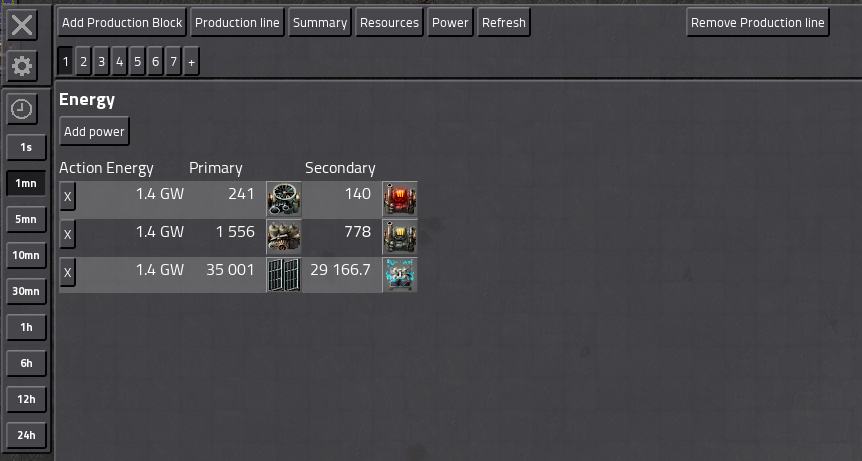 Add Production Block Production line Summary Resources Power Refresh Remove Production line
1 2 3 4 5 6 7 +
Energy
Add power
Action Energy Primary Secondary
X 1.4 GW 241 140
X 1.4 GW 1 556 778
X 1.4 GW 35 001 29 166.7
1s
1mn
5mn
10mn
30mn
1h
6h
12h
24h